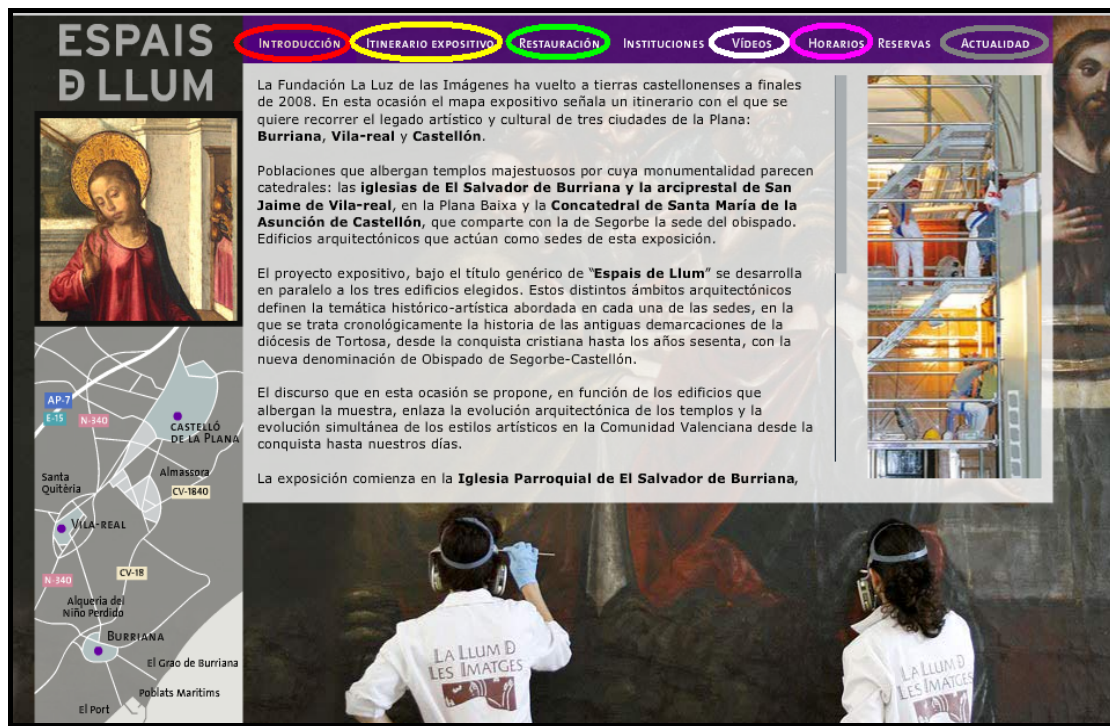 ESPAIS
Đ LLUM
INTRODUCCIÓN ITINERARIO EXPOSITIVO RESTAURACIÓN INSTITUCIONES VÍDEOS HORARIOS RESERVAS ACTUALIDAD
La Fundación La Luz de las Imágenes ha vuelto a tierras castellonenses a finales
de 2008. En esta ocasión el mapa expositivo señala un itinerario con el que se
quiere recorrer el legado artístico y cultural de tres ciudades de la Plana:
Burriana, Vila-real y Castellón.
Poblaciones que albergan templos majestuosos por cuya monumentalidad parecen
catedrales: las iglesias de El Salvador de Burriana y la arciprestal de San
Jaime de Vila-real, en la Plana Baixa y la Concatedral de Santa María de la
Asunción de Castellón, que comparte con la de Segorbe la sede del obispado.
Edificios arquitectónicos que actúan como sedes de esta exposición.
El proyecto expositivo, bajo el título genérico de “Espais de Llum” se desarrolla
en paralelo a los tres edificios elegidos. Estos distintos ámbitos arquitectónicos
definen la temática histórico-artística abordada en cada una de las sedes, en la
que se trata cronológicamente la historia de las antiguas demarcaciones de la
diócesis de Tortosa, desde la conquista cristiana hasta los años sesenta, con la
nueva denominación de Obispado de Segorbe-Castellón.
El discurso que en esta ocasión se propone, en función de los edificios que
albergan la muestra, enlaza la evolución arquitectónica de los templos y la
evolución simultánea de los estilos artísticos en la Comunidad Valenciana desde la
conquista hasta nuestros días.
La exposición comienza en la Iglesia Parroquial de El Salvador de Burriana,
AP-7
E-15
N-340
CASTELLÓ
DE LA PLANA
Santa
Quitèria
Almassora
CV-1840
VILA-REAL
N-340
CV-18
Alqueria del
Niño Perdido
BURRIANA
El Grao de Burriana
Poblats Marítims
El Port
LA LLUM Đ
LES IMATGES
LA LLUM Đ
LES IMATGES